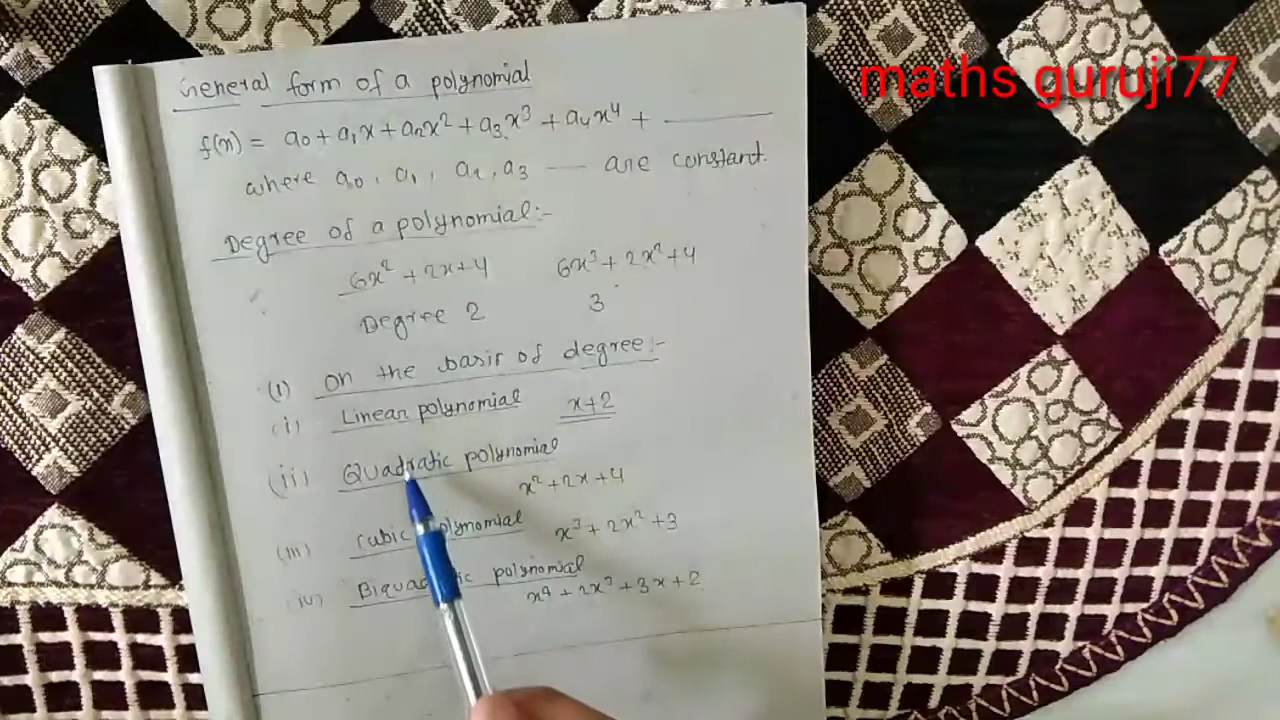 maths guruji77
General form of a polynomial
f(x) = a₀ + a₁x + a₂x² + a₃x³ + a₄x⁴ + ———
where a₀, a₁, a₂, a₃ —— are constant.
Degree of a polynomial:-
6x² + 2x + 4 6x³ + 2x² + 4
Degree 2 3
(1) On the basis of degree:-
(i) Linear polynomial x+2
(ii) Quadratic polynomial
x² + 2x + 4
(iii) cubic polynomial x³ + 2x² + 3
(iv) Biquadratic polynomial
x⁴ + 2x³ + 3x + 2